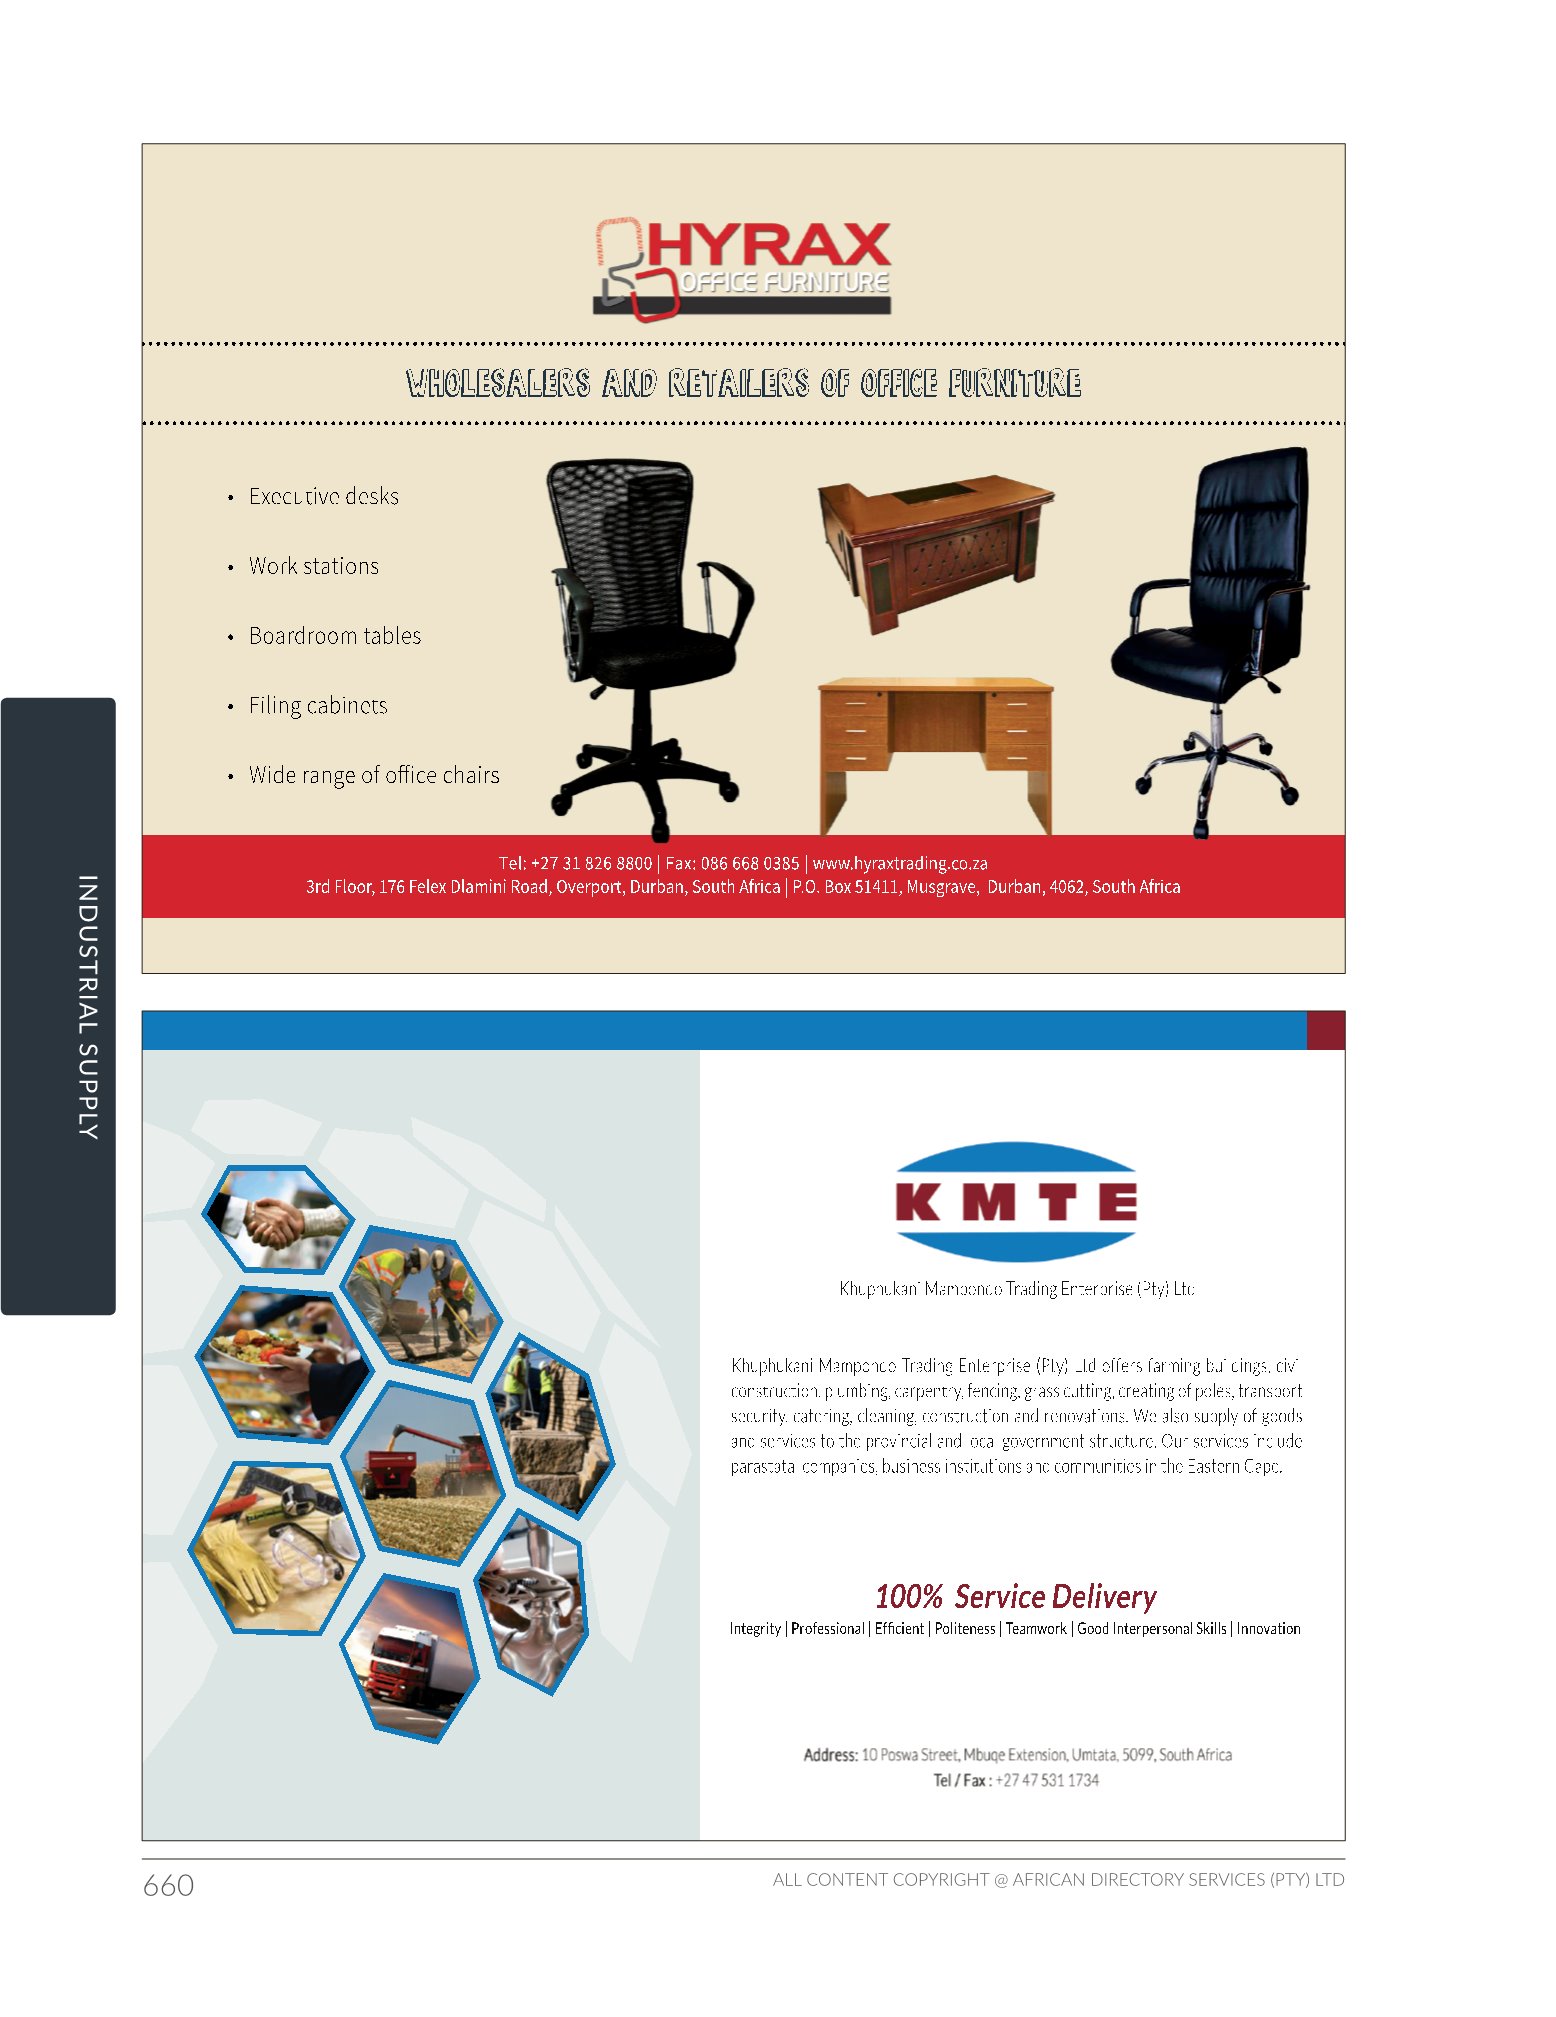 HYRAX
OFFICE FURNITURE
WHOLESALERS AND RETAILERS OF OFFICE FURNITURE
• Executive desks
• Work stations
• Boardroom tables
• Filing cabinets
• Wide range of office chairs
Tel: +27 31 826 8800 | Fax: 086 668 0385 | www.hyraxtrading.co.za
3rd Floor, 176 Felex Dlamini Road, Overport, Durban, South Africa | P.O. Box 51411, Musgrave, Durban, 4062, South Africa
INDUSTRIAL SUPPLY
KMTE
Khuphukani Mampondo Trading Enterprise (Pty) Ltd
Khuphukani Mampondo Trading Enterprise (Pty) Ltd offers farming buildings, civil
construction, plumbing, carpentry, fencing, grass cutting, creating of poles, transport
security, catering, cleaning, construction and renovations. We also supply of goods
and services to the provincial and local government structure. Our services include
parastatal companies, business institutions and communities in the Eastern Cape.
100% Service Delivery
Integrity | Professional | Efficient | Politeness | Teamwork | Good Interpersonal Skills | Innovation
Address: 10 Poswa Street, Mbuqe Extension, Umtata, 5099, South Africa
Tel / Fax : +27 47 531 1734
660
ALL CONTENT COPYRIGHT @ AFRICAN DIRECTORY SERVICES (PTY) LTD